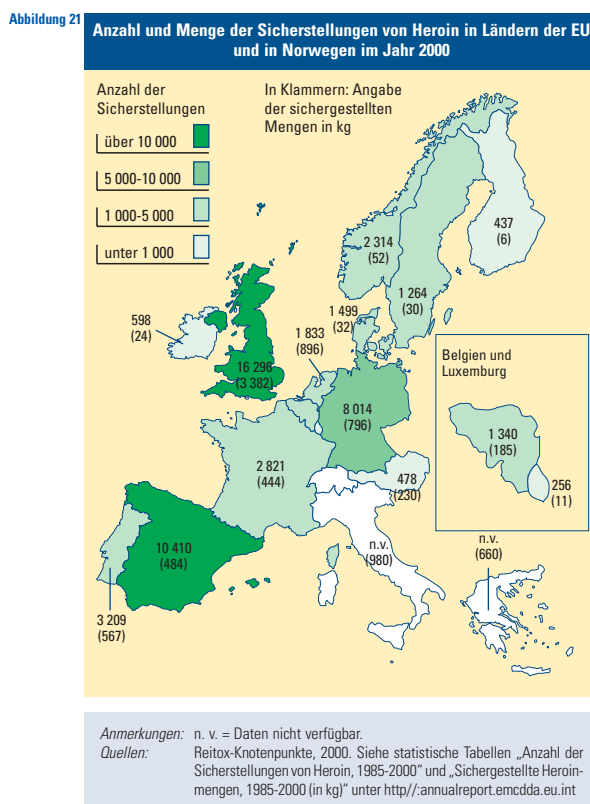 Abbildung 21
Anzahl und Menge der Sicherstellungen von Heroin in Ländern der EU
und in Norwegen im Jahr 2000
Anzahl der
Sicherstellungen
über 10 000
5 000-10 000
1 000-5 000
unter 1 000
In Klammern: Angabe
der sichergestellten
Mengen in kg
437
(6)
2 314
(52)
1 264
(30)
1 499
(32)
598
(24)
1 833
(896)
16 296
(3 382)
8 014
(796)
Belgien und
Luxemburg
1 340
(185)
256
(11)
2 821
(444)
478
(230)
n.v.
(980)
n.v.
(660)
10 410
(484)
3 209
(567)
Anmerkungen: n. v. = Daten nicht verfügbar.
Quellen: Reitox-Knotenpunkte, 2000. Siehe statistische Tabellen „Anzahl der
Sicherstellungen von Heroin, 1985-2000“ und „Sichergestellte Heroin-
mengen, 1985-2000 (in kg)“ unter http//:annualreport.emcdda.eu.int